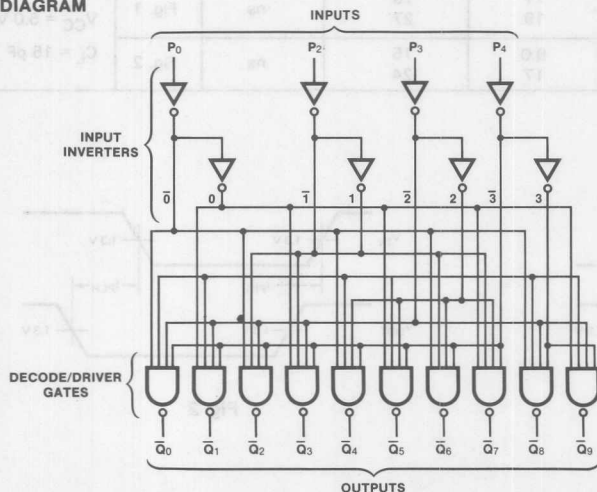 DIAGRAM
INPUTS
P0 P2 P3 P4
INPUT
INVERTERS
0̅ 0 1̅ 1 2̅ 2 3̅ 3
DECODE/DRIVER
GATES
Q̅0 Q̅1 Q̅2 Q̅3 Q̅4 Q̅5 Q̅6 Q̅7 Q̅8 Q̅9
OUTPUTS